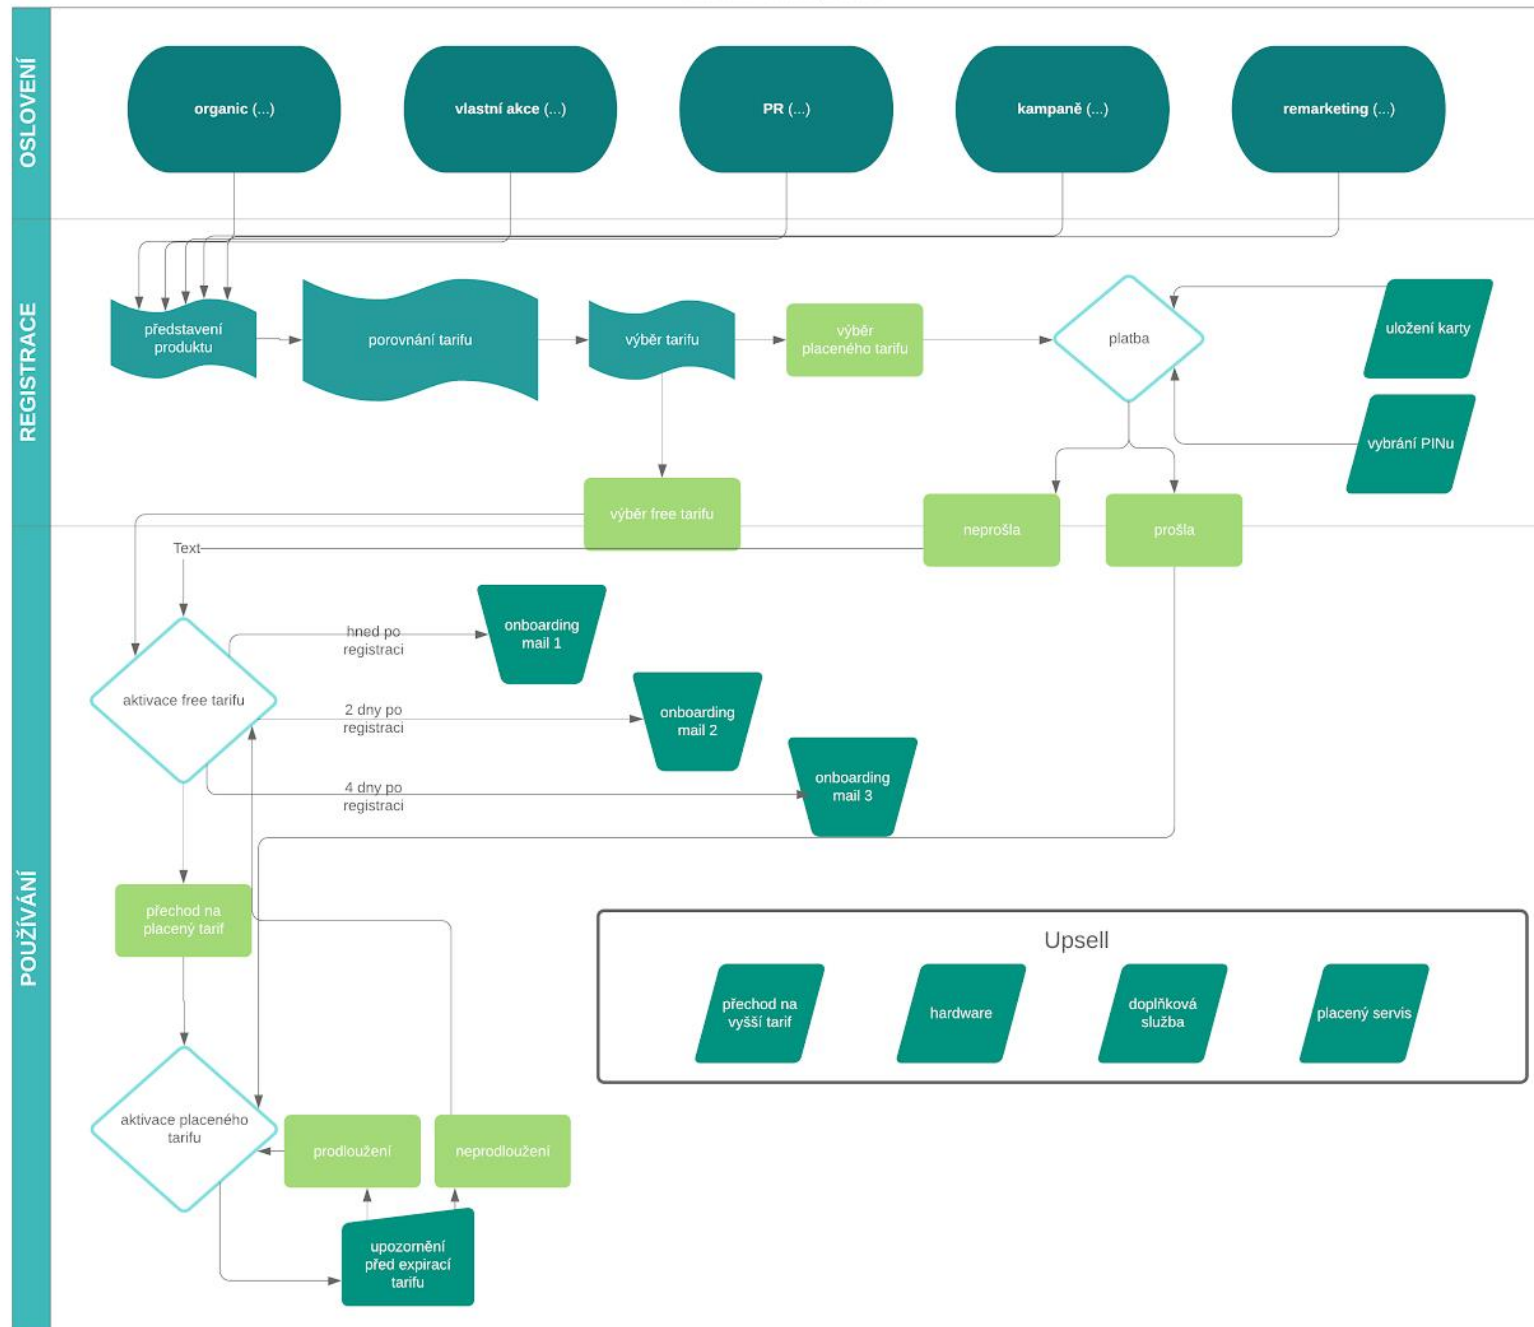 OSLOVENÍ
organic (...)
vlastní akce (...)
PR (...)
kampaně (...)
remarketing (...)
REGISTRACE
představení
produktu
porovnání tarifu
výběr tarifu
výběr
placeného tarifu
platba
uložení karty
vybrání PINu
výběr free tarifu
neprošla
prošla
POUŽÍVÁNÍ
Text
aktivace free tarifu
hned po
registraci
onboarding
mail 1
2 dny po
registraci
onboarding
mail 2
4 dny po
registraci
onboarding
mail 3
přechod na
placený tarif
Upsell
přechod na
vyšší tarif
hardware
doplňková
služba
placený servis
aktivace placeného
tarifu
prodloužení
neprodloužení
upozornění
před expirací
tarifu